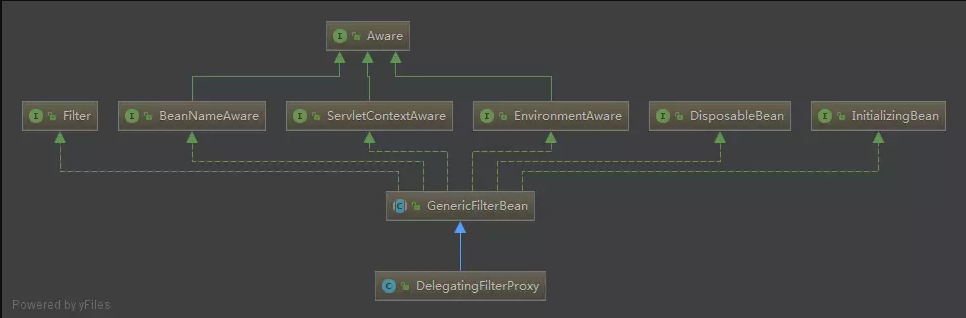 Aware
Filter
BeanNameAware
ServletContextAware
EnvironmentAware
DisposableBean
InitializingBean
GenericFilterBean
DelegatingFilterProxy
Powered by yFiles